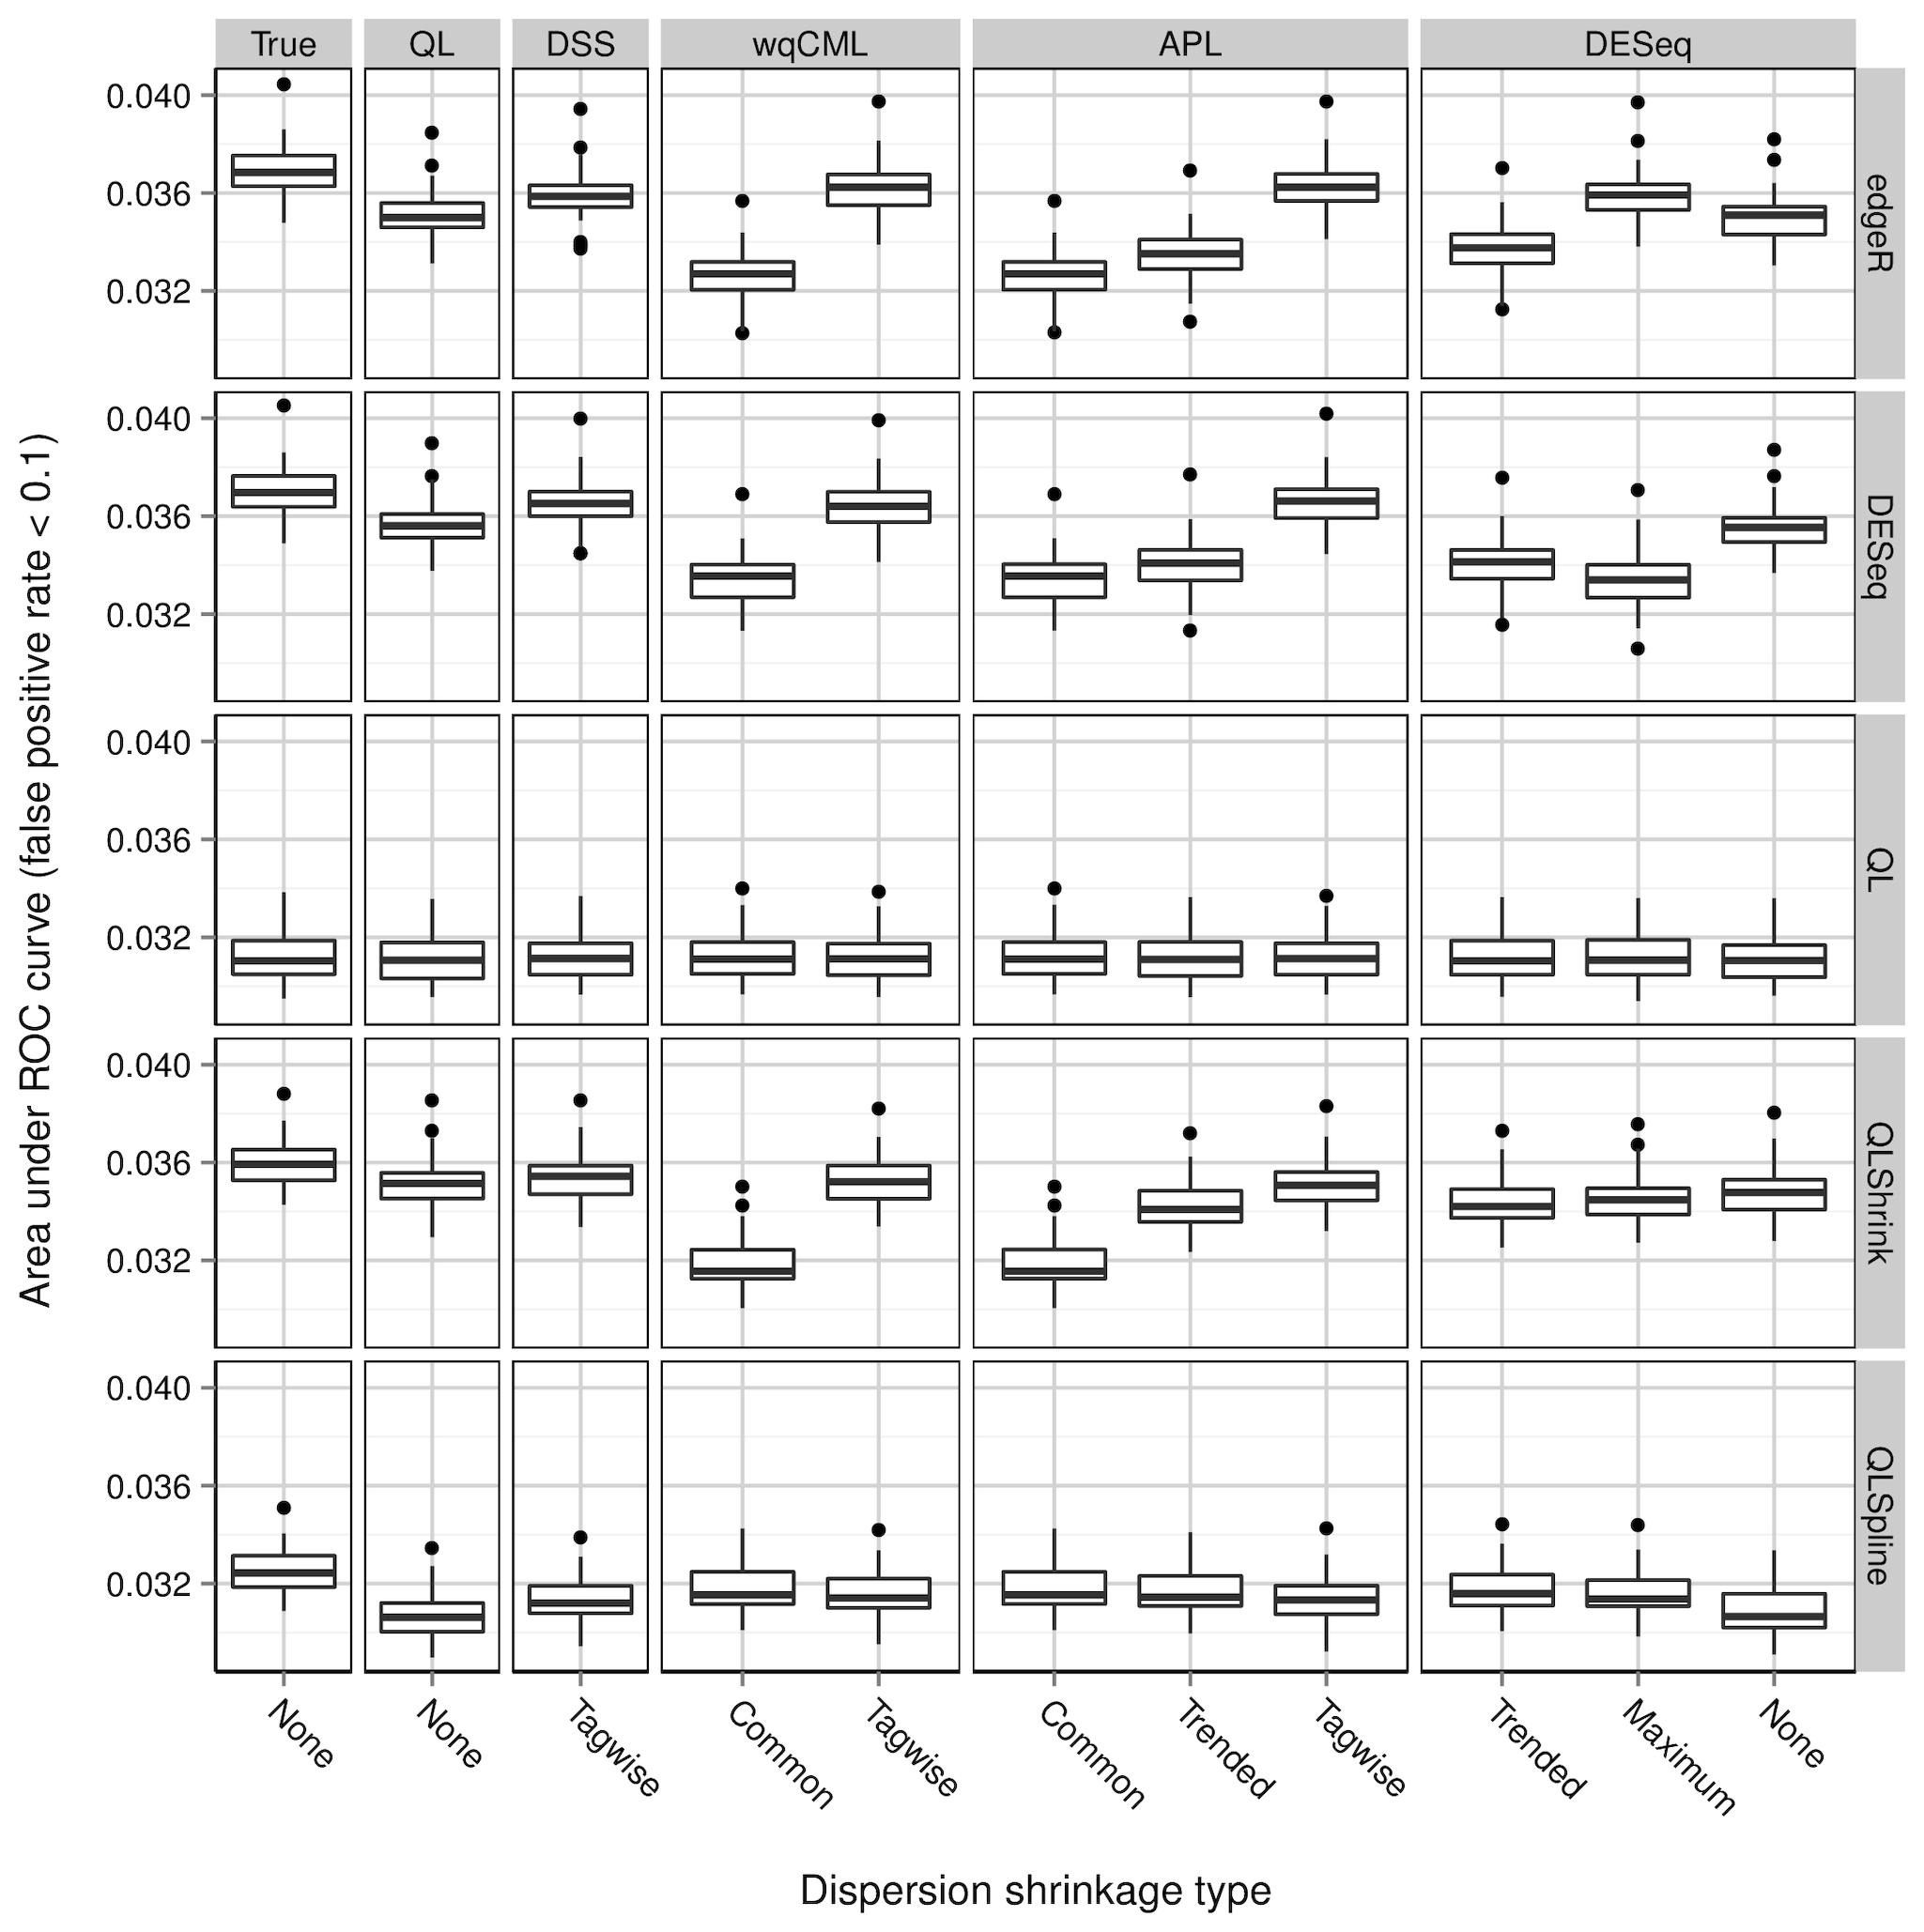 True QL DSS wqCML APL DESeq
Area under ROC curve (false positive rate < 0.1)
0.040
0.036
0.032
edgeR
0.040
0.036
0.032
DESeq
0.040
0.036
0.032
QL
0.040
0.036
0.032
QLShrink
0.040
0.036
0.032
QLSpline
None None Tagwise Common Tagwise Common Trended Tagwise Trended Maximum None
Dispersion shrinkage type